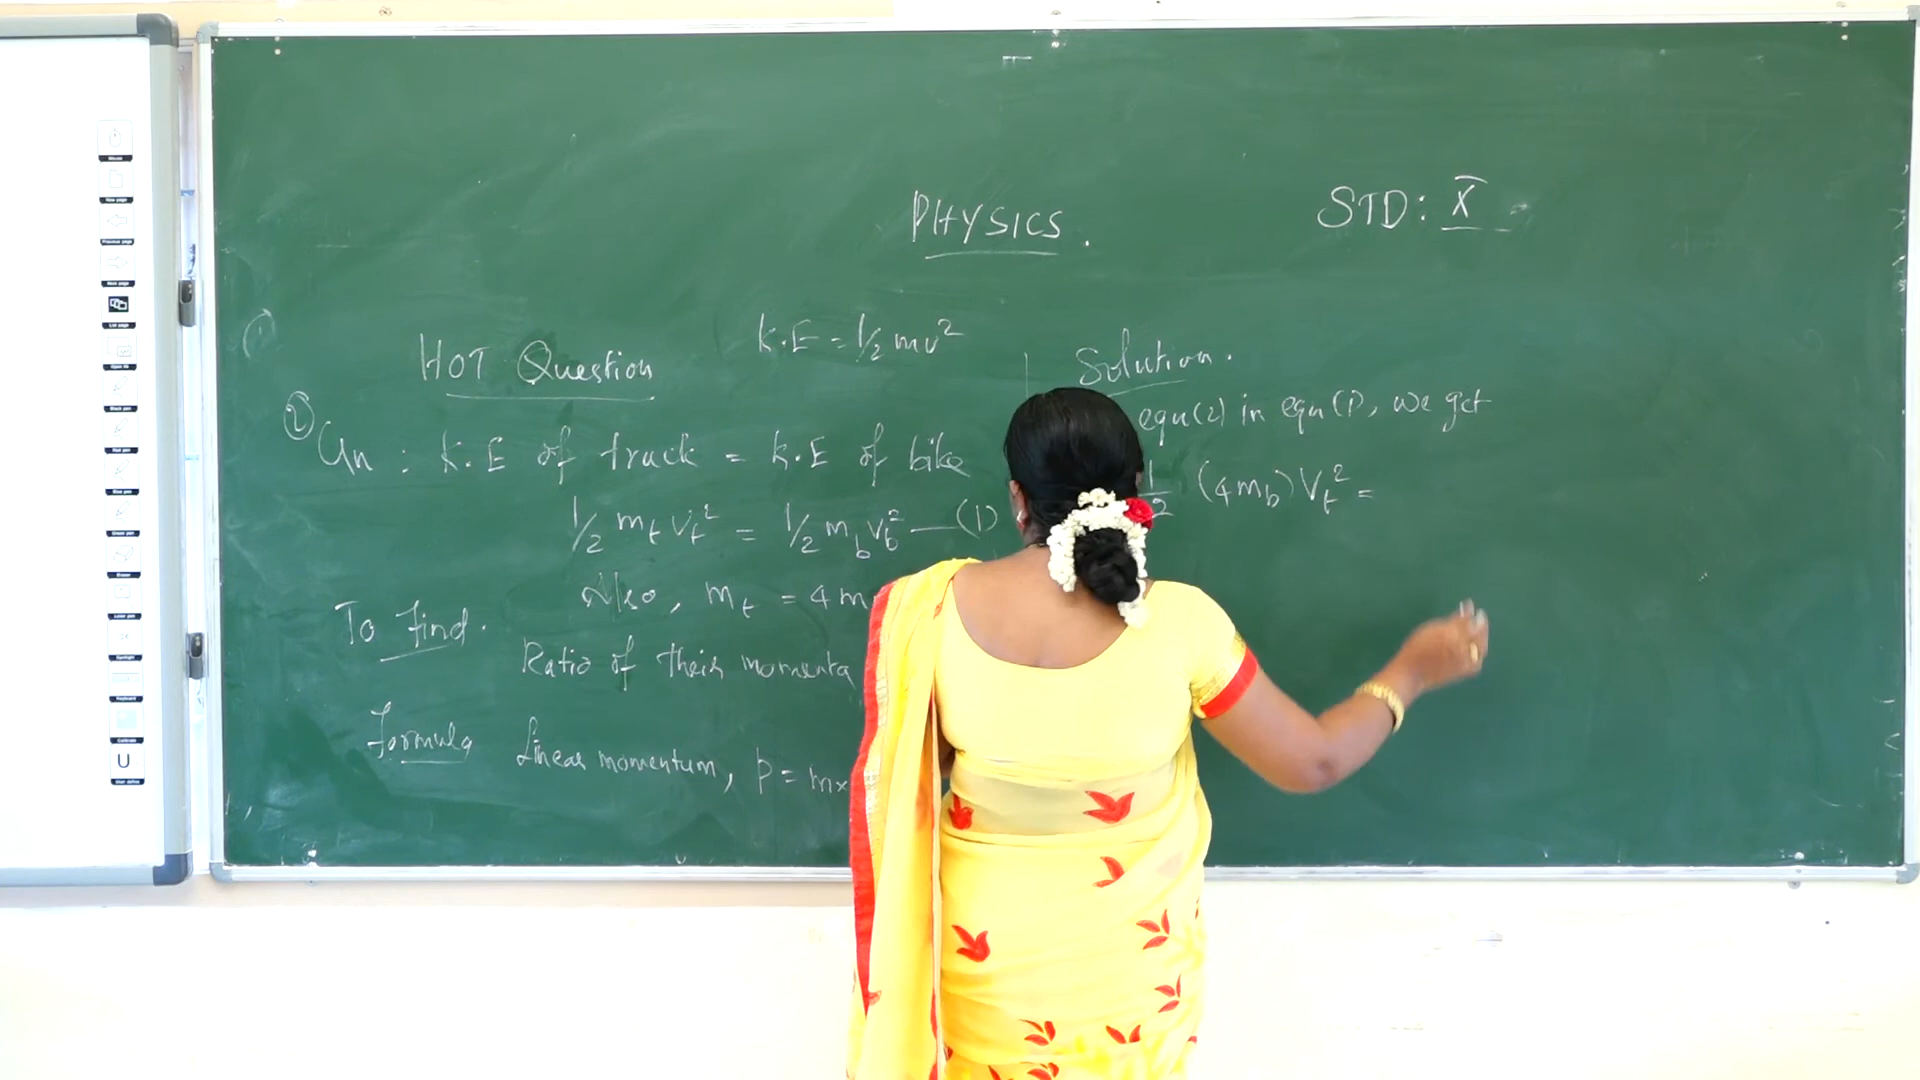 PHYSICS.
STD: X
HOT Question
K.E = 1/2 mv²
②
Gn : K.E of truck = K.E of bike
1/2 m_t v_t² = 1/2 m_b v_b² — (1)
Also, m_t = 4 m
To Find.
Ratio of their momenta
Formula
Linear momentum, p = mx
Solution.
equ(2) in equ(1), we get
1/2 (4m_b) V_t² =